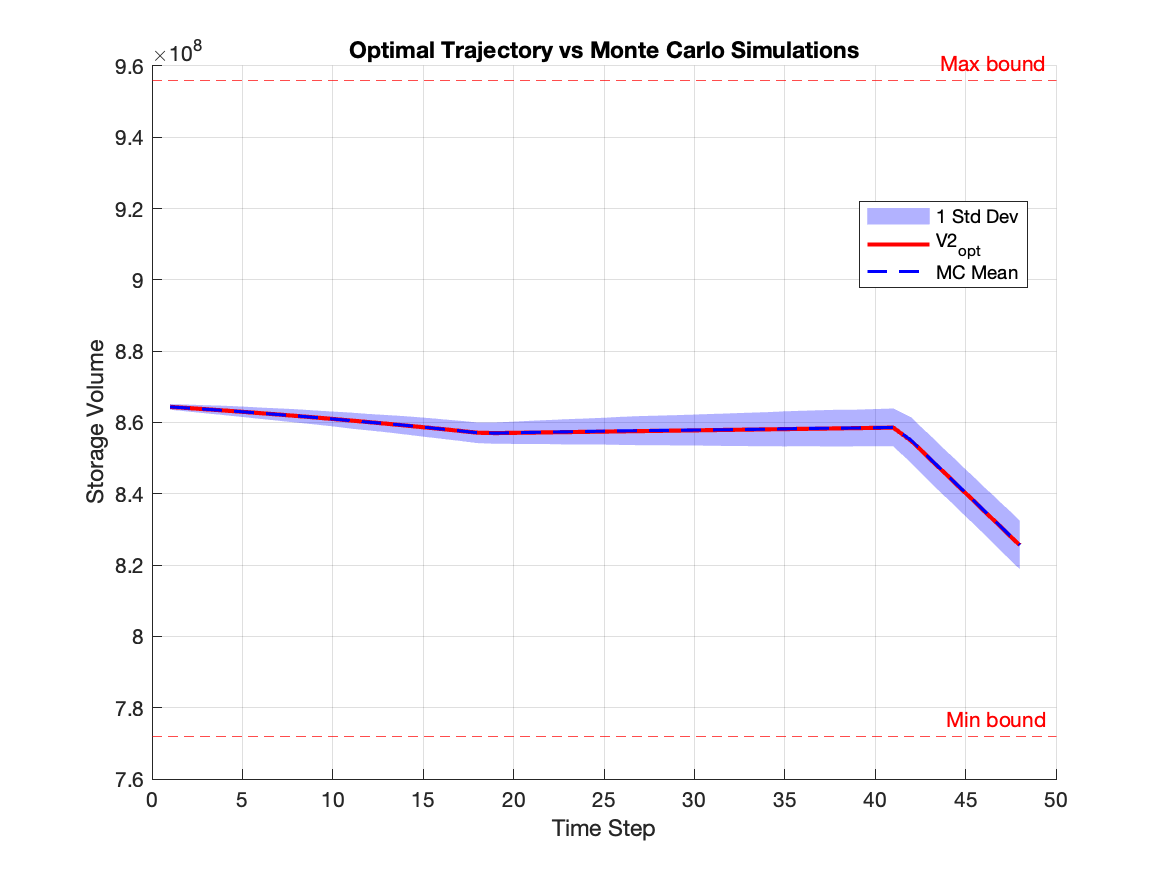 Optimal Trajectory vs Monte Carlo Simulations
×10⁸
9.6
9.4
9.2
9
8.8
8.6
8.4
8.2
8
7.8
7.6
Storage Volume
Max bound
1 Std Dev
V2opt
MC Mean
Min bound
0 5 10 15 20 25 30 35 40 45 50
Time Step